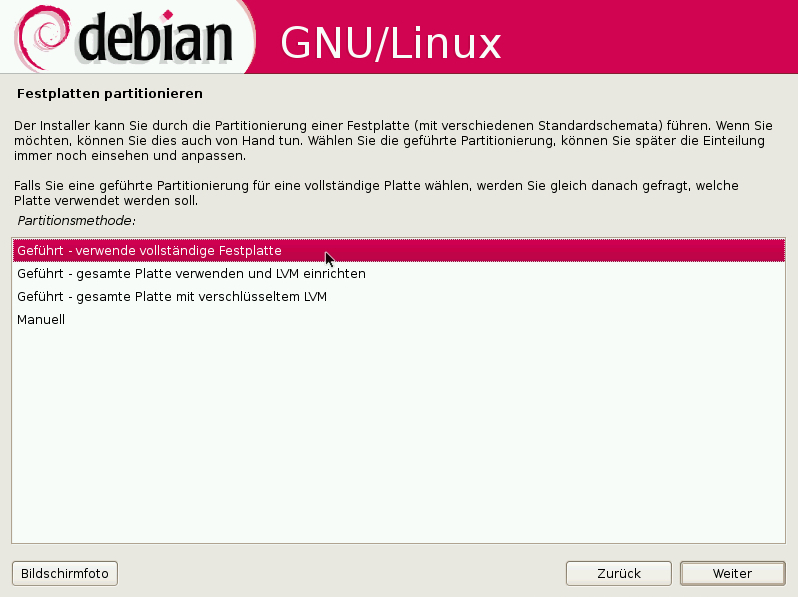 debian GNU/Linux
Festplatten partitionieren
Der Installer kann Sie durch die Partitionierung einer Festplatte (mit verschiedenen Standardschemata) führen. Wenn Sie
möchten, können Sie dies auch von Hand tun. Wählen Sie die geführte Partitionierung, können Sie später die Einteilung
immer noch einsehen und anpassen.
Falls Sie eine geführte Partitionierung für eine vollständige Platte wählen, werden Sie gleich danach gefragt, welche
Platte verwendet werden soll.
Partitionsmethode:
Geführt - verwende vollständige Festplatte
Geführt - gesamte Platte verwenden und LVM einrichten
Geführt - gesamte Platte mit verschlüsseltem LVM
Manuell
Bildschirmfoto Zurück Weiter